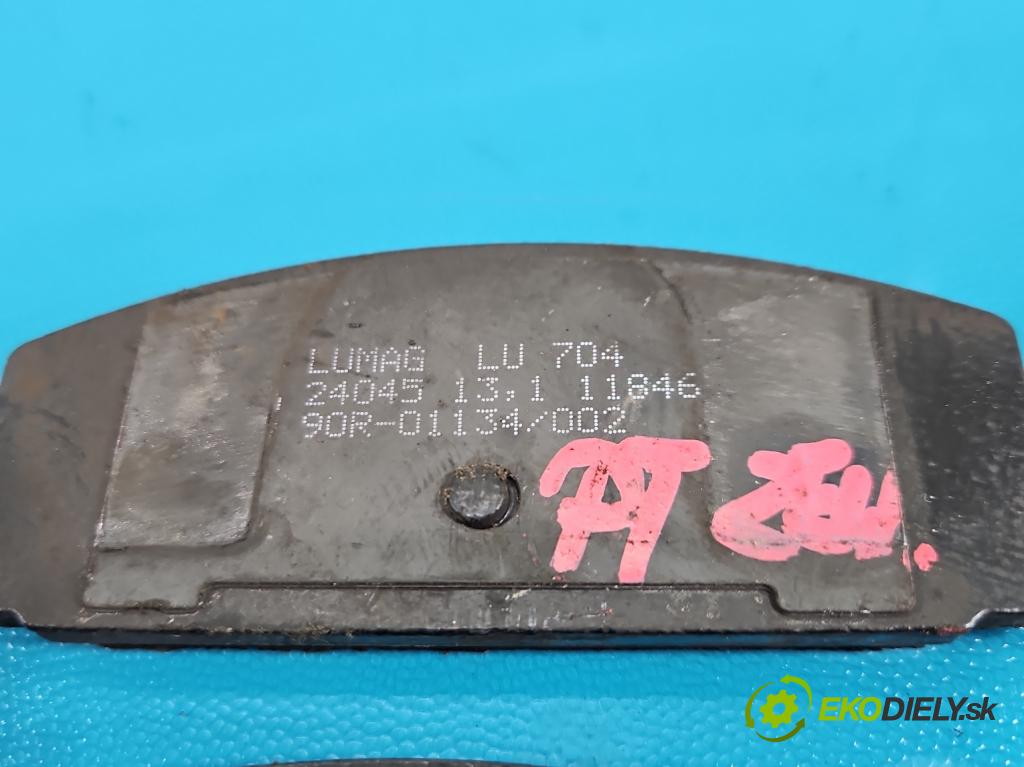 LUMAG LU 704
24045 13,1 11846
90R-01134/002
EKODIELY.sk